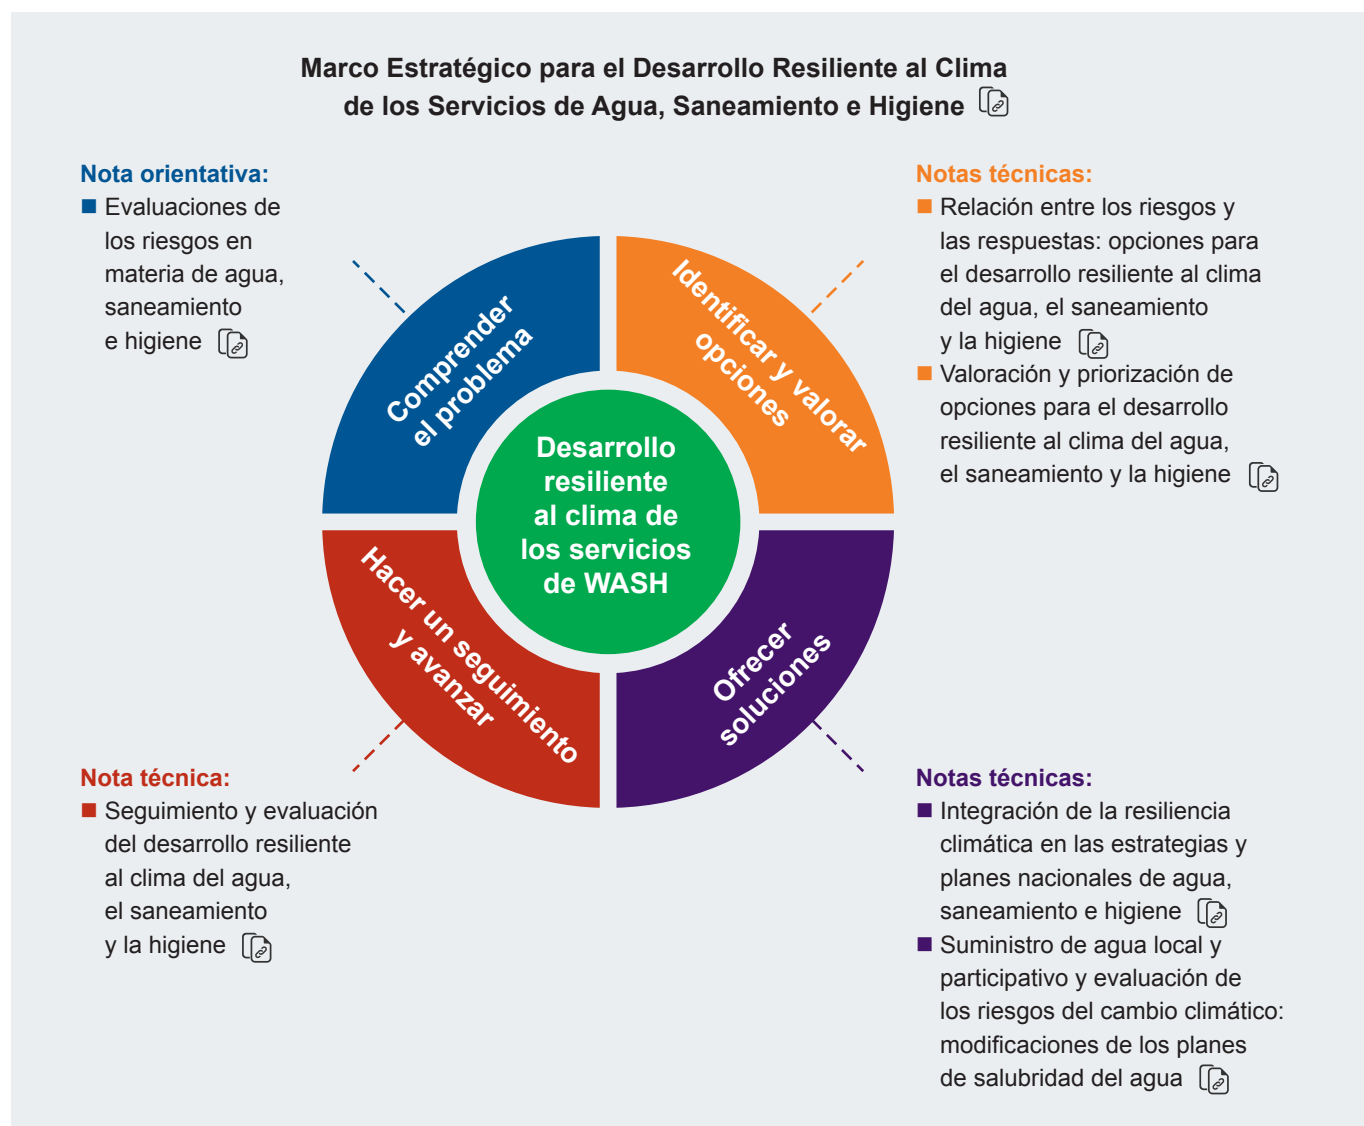 Marco Estratégico para el Desarrollo Resiliente al Clima
de los Servicios de Agua, Saneamiento e Higiene
Nota orientativa:
Evaluaciones de
los riesgos en
materia de agua,
saneamiento
e higiene
Notas técnicas:
Relación entre los riesgos y
las respuestas: opciones para
el desarrollo resiliente al clima
del agua, el saneamiento
y la higiene
Valoración y priorización de
opciones para el desarrollo
resiliente al clima del agua,
el saneamiento y la higiene
Comprender
el problema
Identificar y valorar
opciones
Desarrollo
resiliente
al clima de
los servicios
de WASH
Hacer un seguimiento
y avanzar
Ofrecer
soluciones
Nota técnica:
Seguimiento y evaluación
del desarrollo resiliente
al clima del agua,
el saneamiento
y la higiene
Notas técnicas:
Integración de la resiliencia
climática en las estrategias y
planes nacionales de agua,
saneamiento e higiene
Suministro de agua local y
participativo y evaluación de
los riesgos del cambio climático:
modificaciones de los planes
de salubridad del agua